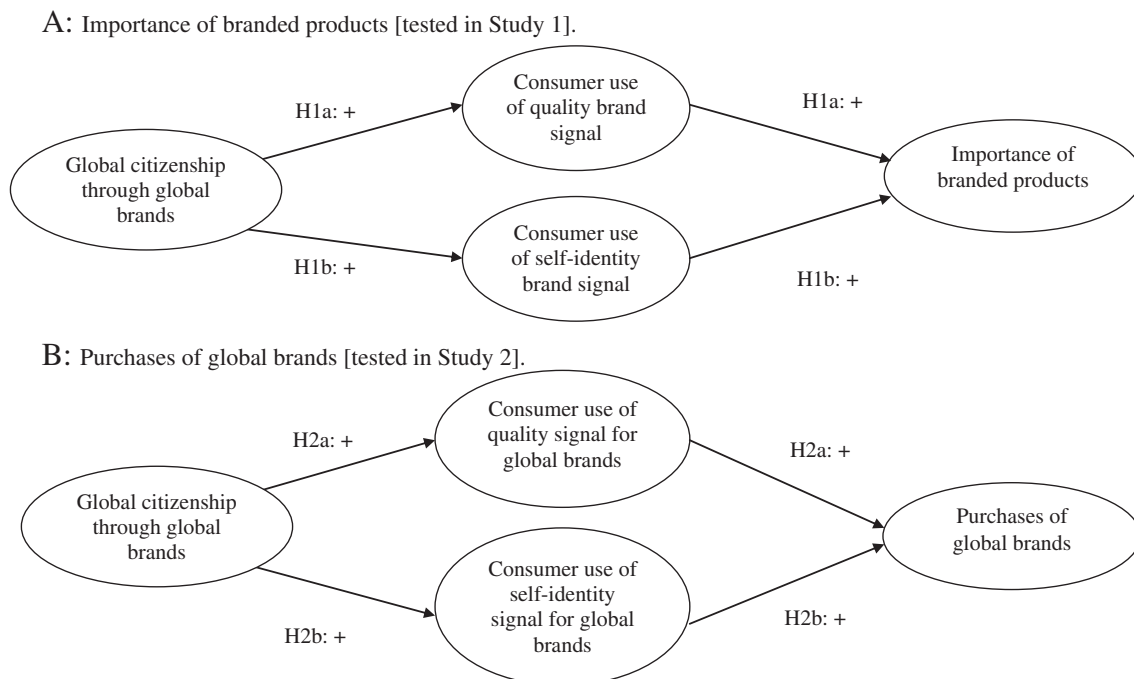 A: Importance of branded products [tested in Study 1].
Consumer use
of quality brand
signal
H1a: +
H1a: +
Global citizenship
through global
brands
Importance of
branded products
Consumer use
of self-identity
brand signal
H1b: +
H1b: +
B: Purchases of global brands [tested in Study 2].
Consumer use of
quality signal for
global brands
H2a: +
H2a: +
Global citizenship
through global
brands
Purchases of
global brands
Consumer use of
self-identity
signal for global
brands
H2b: +
H2b: +